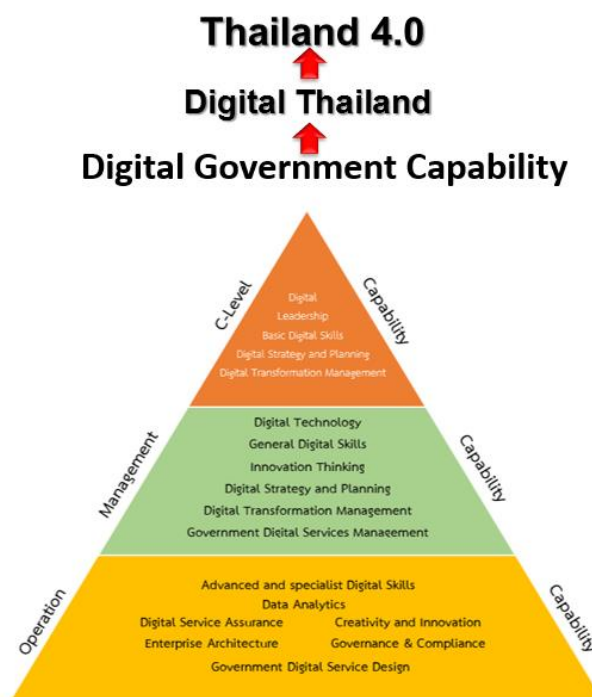 Thailand 4.0
Digital Thailand
Digital Government Capability
C-Level
Capability
Digital
Leadership
Basic Digital Skills
Digital Strategy and Planning
Digital Transformation Management
Management
Capability
Digital Technology
General Digital Skills
Innovation Thinking
Digital Strategy and Planning
Digital Transformation Management
Government Digital Services Management
Operation
Capability
Advanced and specialist Digital Skills
Data Analytics
Digital Service Assurance Creativity and Innovation
Enterprise Architecture Governance & Compliance
Government Digital Service Design